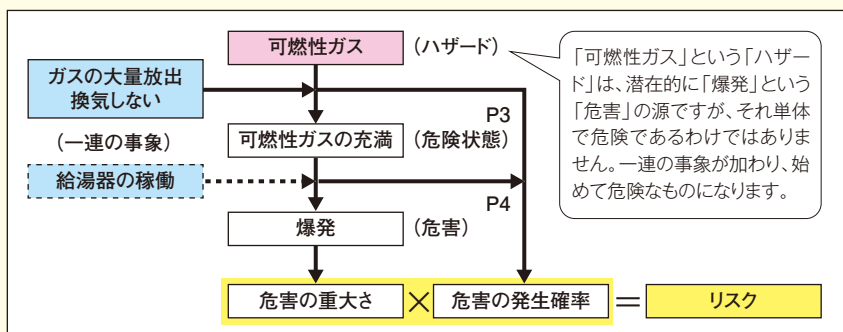 可燃性ガス
(ハザード)
ガスの大量放出
換気しない
(一連の事象)
P3
可燃性ガスの充満
(危険状態)
給湯器の稼働
P4
爆発
(危害)
危害の重大さ
×
危害の発生確率
=
リスク
「可燃性ガス」という「ハザー
ド」は、潜在的に「爆発」という
「危害」の源ですが、それ単体
で危険であるわけではありま
せん。一連の事象が加わり、始
めて危険なものになります。